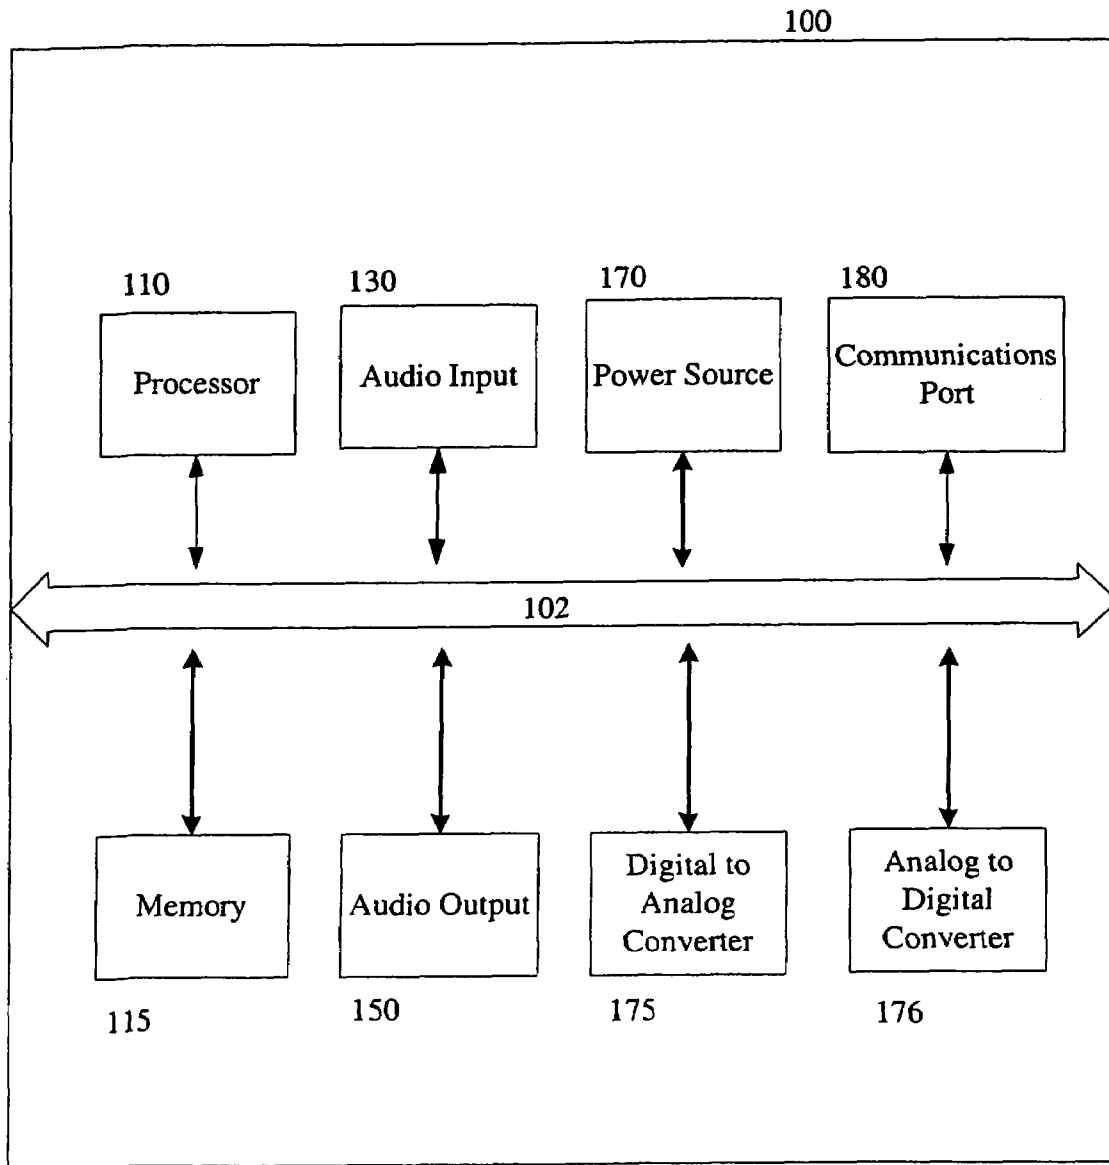 100
110
130
170
180
Processor
Audio Input
Power Source
Communications
Port
102
Memory
Audio Output
Digital to
Analog
Converter
Analog to
Digital
Converter
115
150
175
176